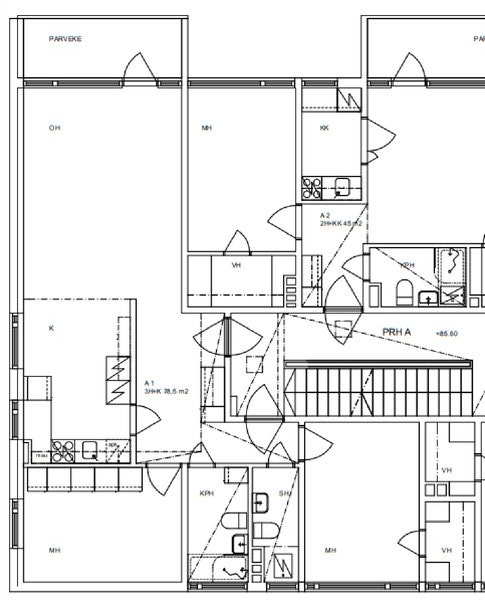 PARVEKE
PAR
OH
MH
KK
A 2
2H+KK 45 m2
KPH
VH
PRH A
+86.60
K
A 1
3H+K 78,5 m2
VH
KPH
SH
MH
MH
VH